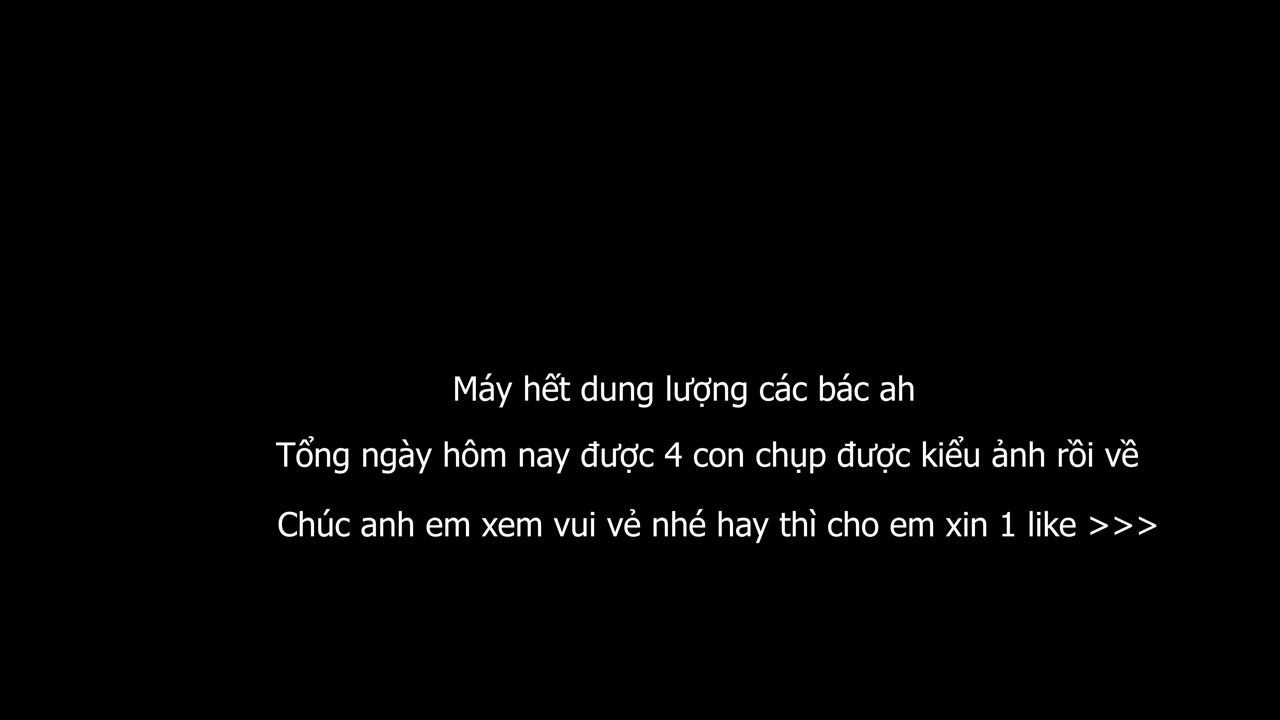 Máy hết dung lượng các bác ah
Tổng ngày hôm nay được 4 con chụp được kiểu ảnh rồi về
Chúc anh em xem vui vẻ nhé hay thì cho em xin 1 like >>>